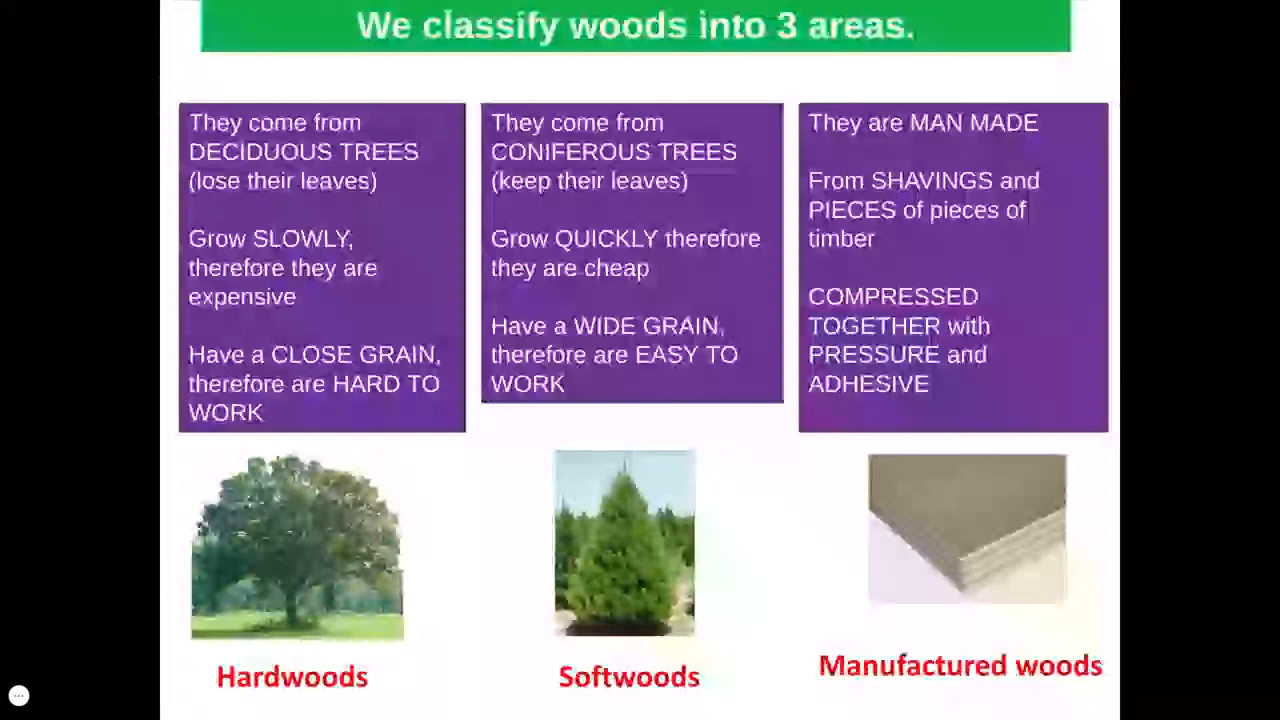 We classify woods into 3 areas.
They come from
DECIDUOUS TREES
(lose their leaves)
Grow SLOWLY,
therefore they are
expensive
Have a CLOSE GRAIN,
therefore are HARD TO
WORK
They come from
CONIFEROUS TREES
(keep their leaves)
Grow QUICKLY therefore
they are cheap
Have a WIDE GRAIN,
therefore are EASY TO
WORK
They are MAN MADE
From SHAVINGS and
PIECES of pieces of
timber
COMPRESSED
TOGETHER with
PRESSURE and
ADHESIVE
Hardwoods
Softwoods
Manufactured woods